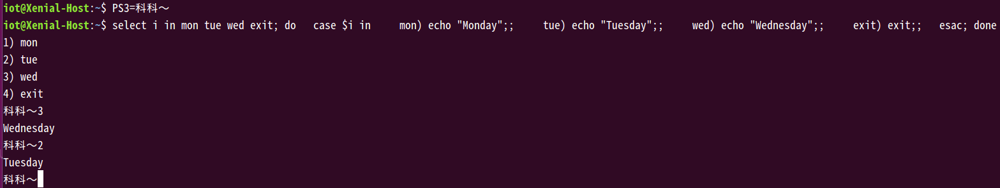 iot@Xenial-Host:~$ PS3=科科～
iot@Xenial-Host:~$ select i in mon tue wed exit; do   case $i in     mon) echo "Monday";;     tue) echo "Tuesday";;     wed) echo "Wednesday";;     exit) exit;;   esac; done
1) mon
2) tue
3) wed
4) exit
科科～3
Wednesday
科科～2
Tuesday
科科～